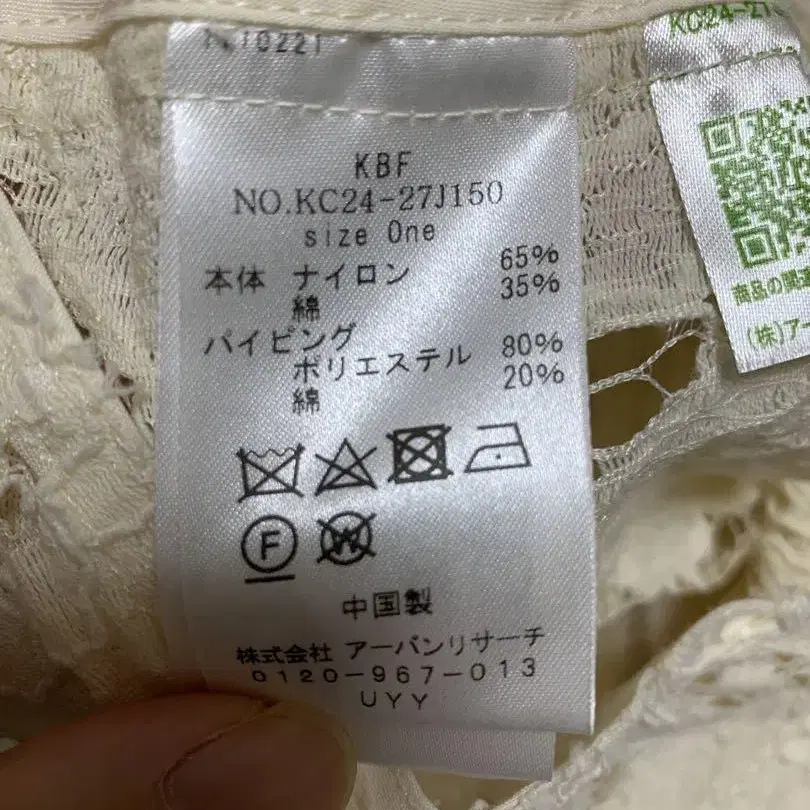 KBF
NO.KC24-27J150
size One
本体 ナイロン 65%
綿 35%
パイピング
ポリエステル 80%
綿 20%
F
W
中国製
株式会社 アーバンリサーチ
0120-967-013
UYY
KC24-27
商品の
(株)アー